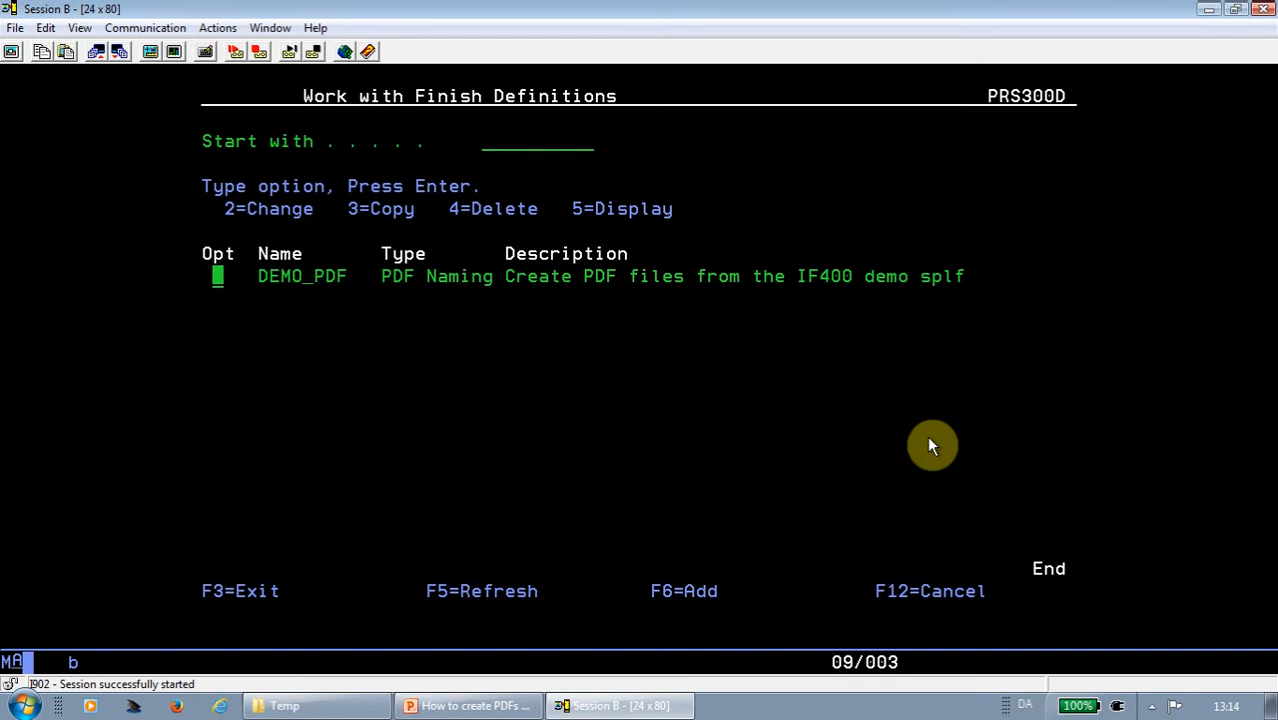 Session B - [24 x 80]
File Edit View Communication Actions Window Help
Work with Finish Definitions PRS300D
Start with . . . . .
Type option, Press Enter.
2=Change 3=Copy 4=Delete 5=Display
Opt Name Type Description
DEMO_PDF PDF Naming Create PDF files from the IF400 demo splf
End
F3=Exit F5=Refresh F6=Add F12=Cancel
MA b 09/003
I902 - Session successfully started
Temp How to create PDFs ... Session B - [24 x 80] DA 100% 13:14